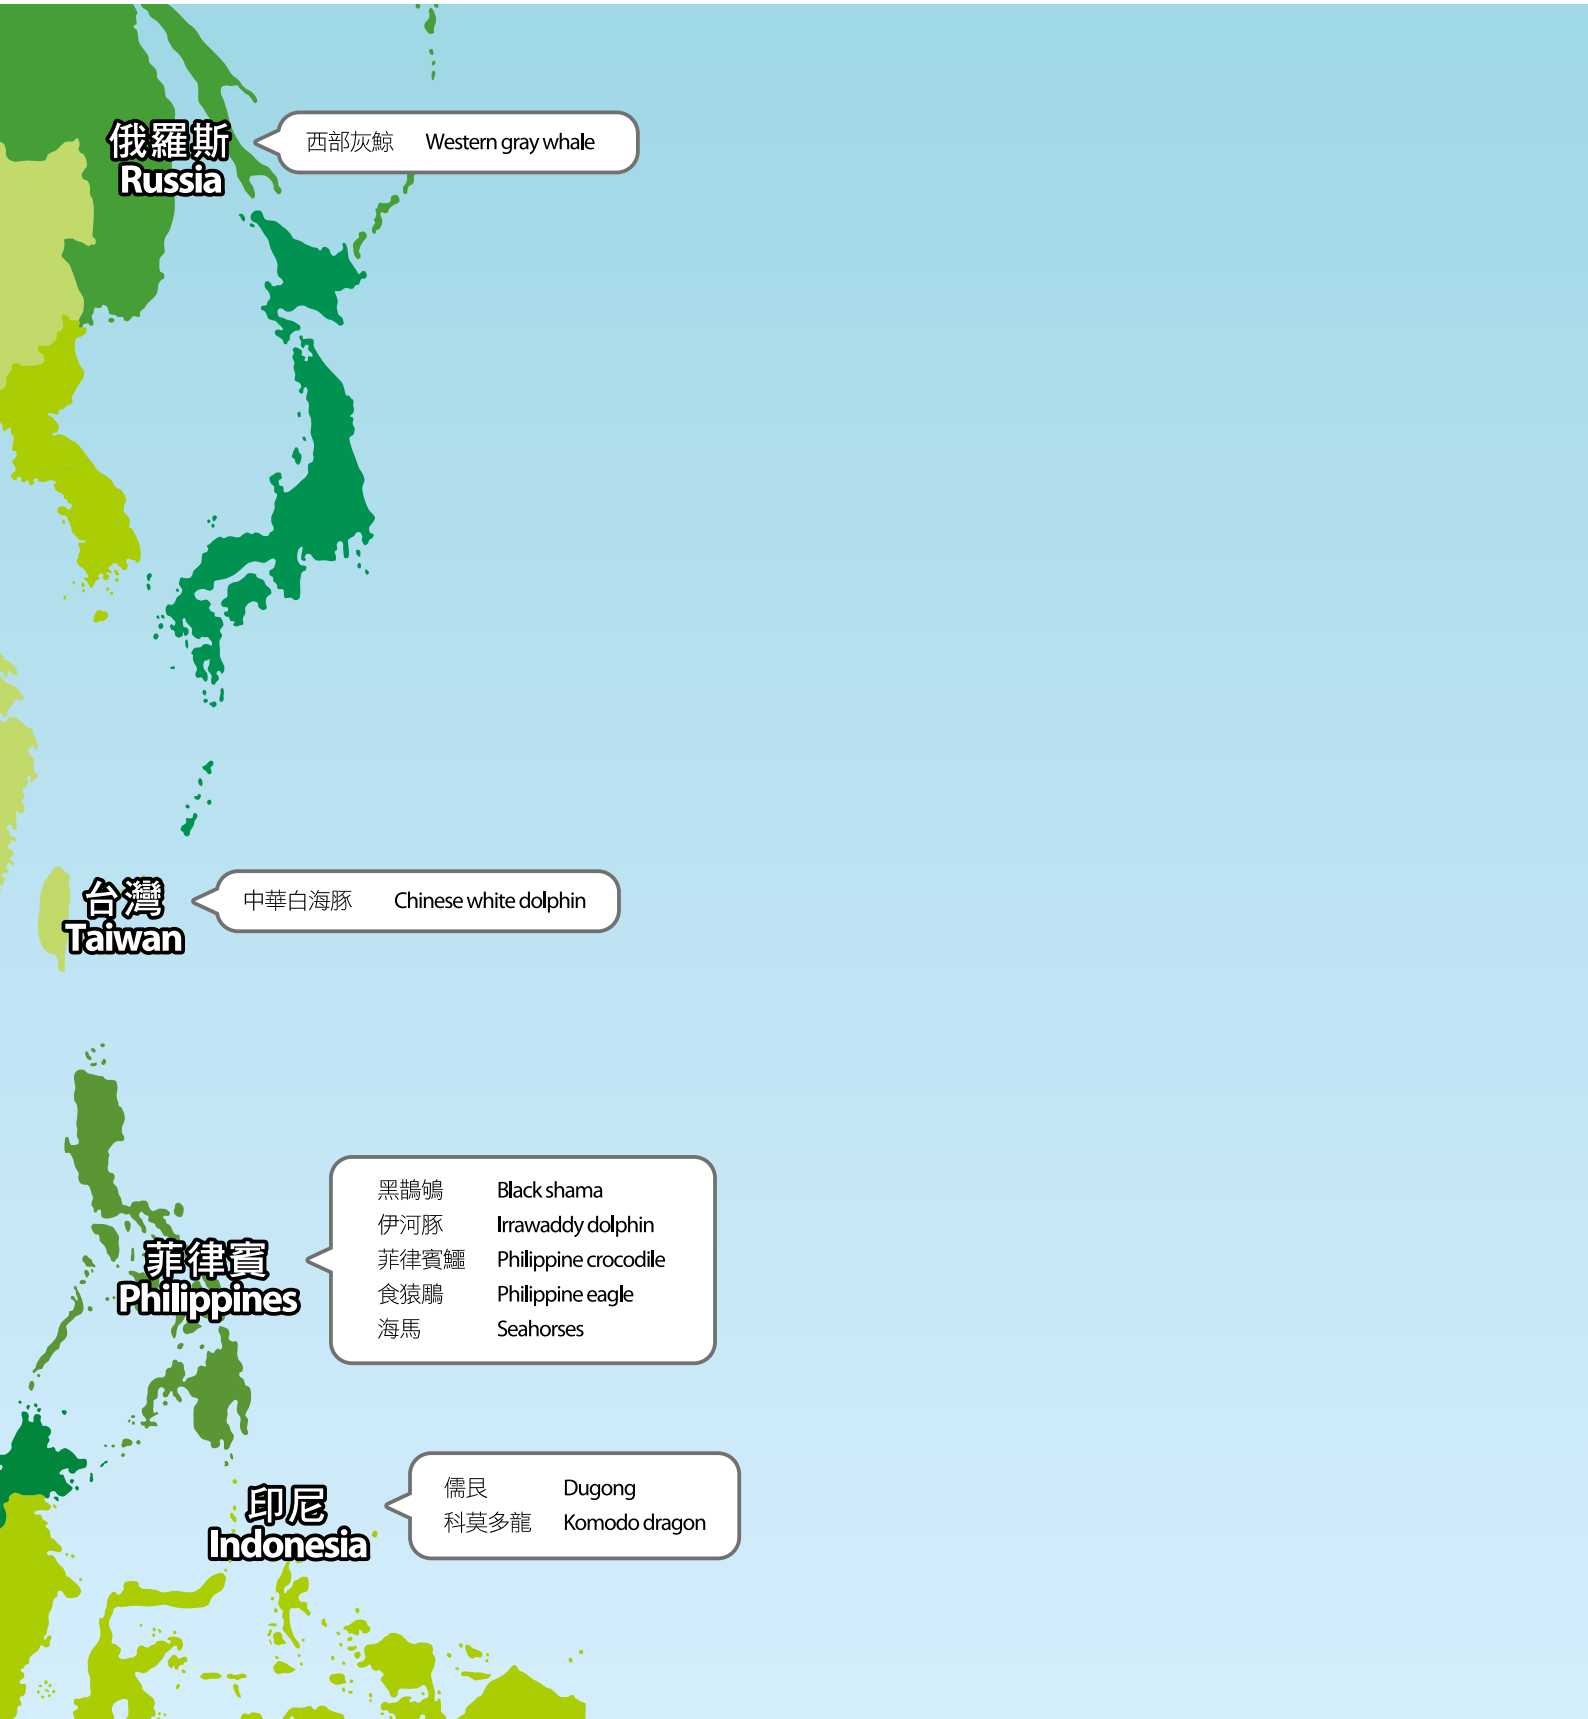 俄羅斯
Russia
西部灰鯨 Western gray whale
台灣
Taiwan
中華白海豚 Chinese white dolphin
菲律賓
Philippines
黑鵲鴝 Black shama
伊河豚 Irrawaddy dolphin
菲律賓鱷 Philippine crocodile
食猿鵰 Philippine eagle
海馬 Seahorses
印尼
Indonesia
儒艮 Dugong
科莫多龍 Komodo dragon